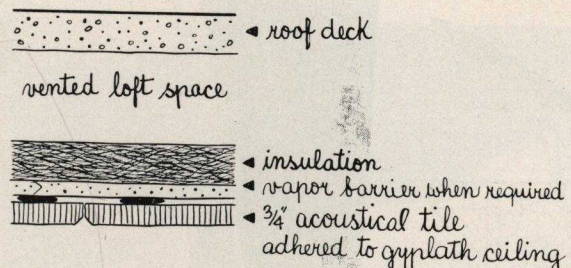 roof deck
vented loft space
insulation
vapor barrier when required
3/4" acoustical tile
adhered to gyplath ceiling